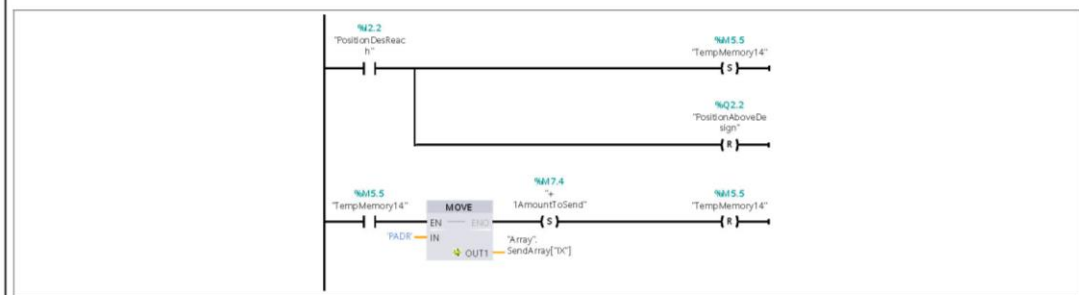 %I2.2
"PositionDesReac
h"
%M5.5
"TempMemory14"
( S )
%Q2.2
"PositionAboveDe
sign"
( R )
%M5.5
"TempMemory14"
MOVE
EN ENO
'PADR' IN
OUT1
"Array".
SendArray["IX"]
%M7.4
"+
1AmountToSend"
( S )
%M5.5
"TempMemory14"
( R )